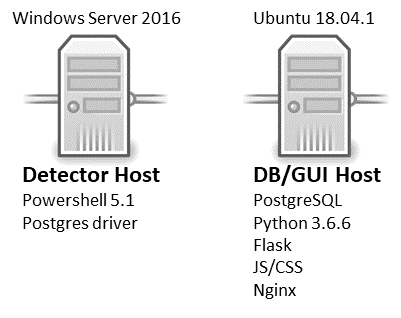 Windows Server 2016
Ubuntu 18.04.1
Detector Host
Powershell 5.1
Postgres driver
DB/GUI Host
PostgreSQL
Python 3.6.6
Flask
JS/CSS
Nginx